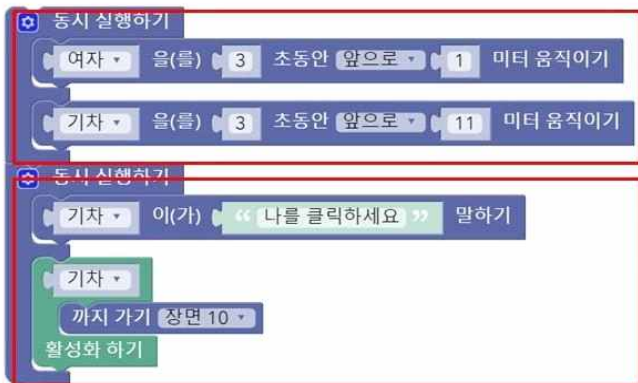 동시 실행하기
여자 을(를) 3 초동안 앞으로 1 미터 움직이기
기차 을(를) 3 초동안 앞으로 11 미터 움직이기
동시 실행하기
기차 이(가) “ 나를 클릭하세요 ” 말하기
기차
까지 가기 장면 10
활성화 하기